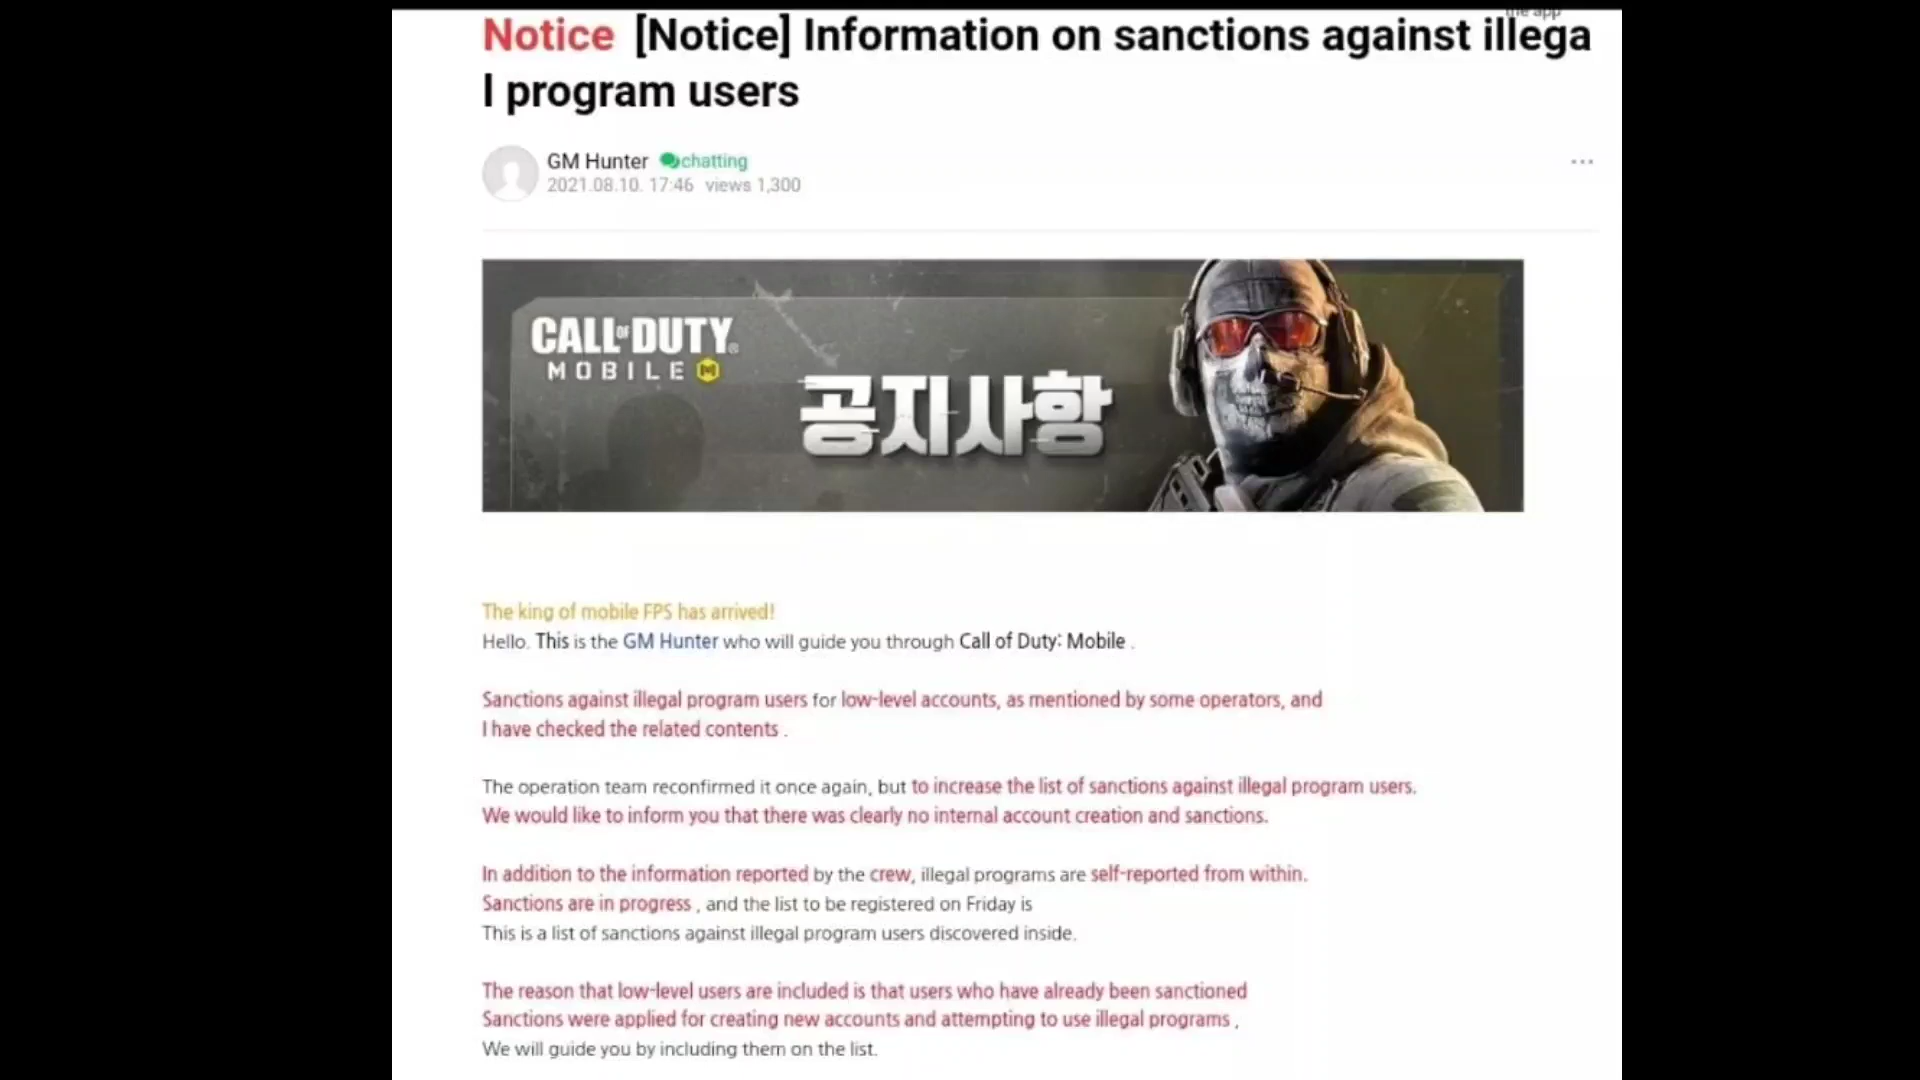 the app
Notice [Notice] Information on sanctions against illega
l program users
GM Hunter chatting
2021.08.10. 17:46 views 1,300
CALL OF DUTY®
MOBILE
공지사항
The king of mobile FPS has arrived!
Hello. This is the GM Hunter who will guide you through Call of Duty: Mobile .
Sanctions against illegal program users for low-level accounts, as mentioned by some operators, and
I have checked the related contents .
The operation team reconfirmed it once again, but to increase the list of sanctions against illegal program users.
We would like to inform you that there was clearly no internal account creation and sanctions.
In addition to the information reported by the crew, illegal programs are self-reported from within.
Sanctions are in progress , and the list to be registered on Friday is
This is a list of sanctions against illegal program users discovered inside.
The reason that low-level users are included is that users who have already been sanctioned
Sanctions were applied for creating new accounts and attempting to use illegal programs ,
We will guide you by including them on the list.